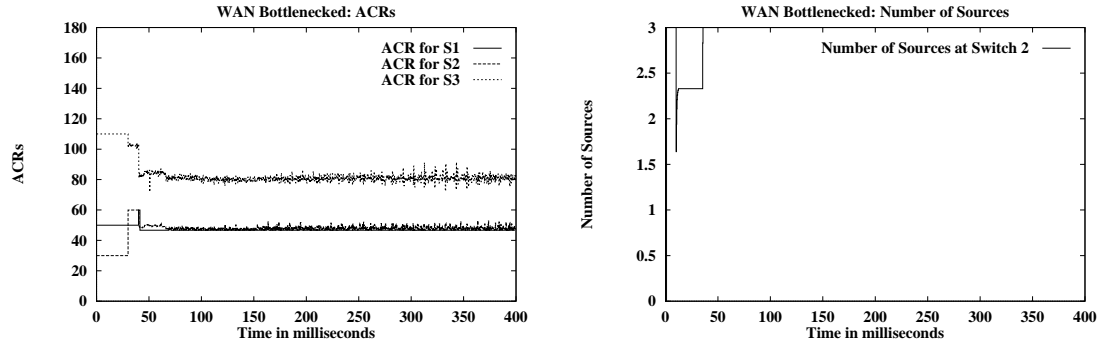 WAN Bottlenecked: ACRs
180
160
140
120
100
80
60
40
20
0
ACRs
ACR for S1
ACR for S2
ACR for S3
0 50 100 150 200 250 300 350 400
Time in milliseconds
WAN Bottlenecked: Number of Sources
3
2.5
2
1.5
1
0.5
0
Number of Sources
Number of Sources at Switch 2
0 50 100 150 200 250 300 350 400
Time in milliseconds